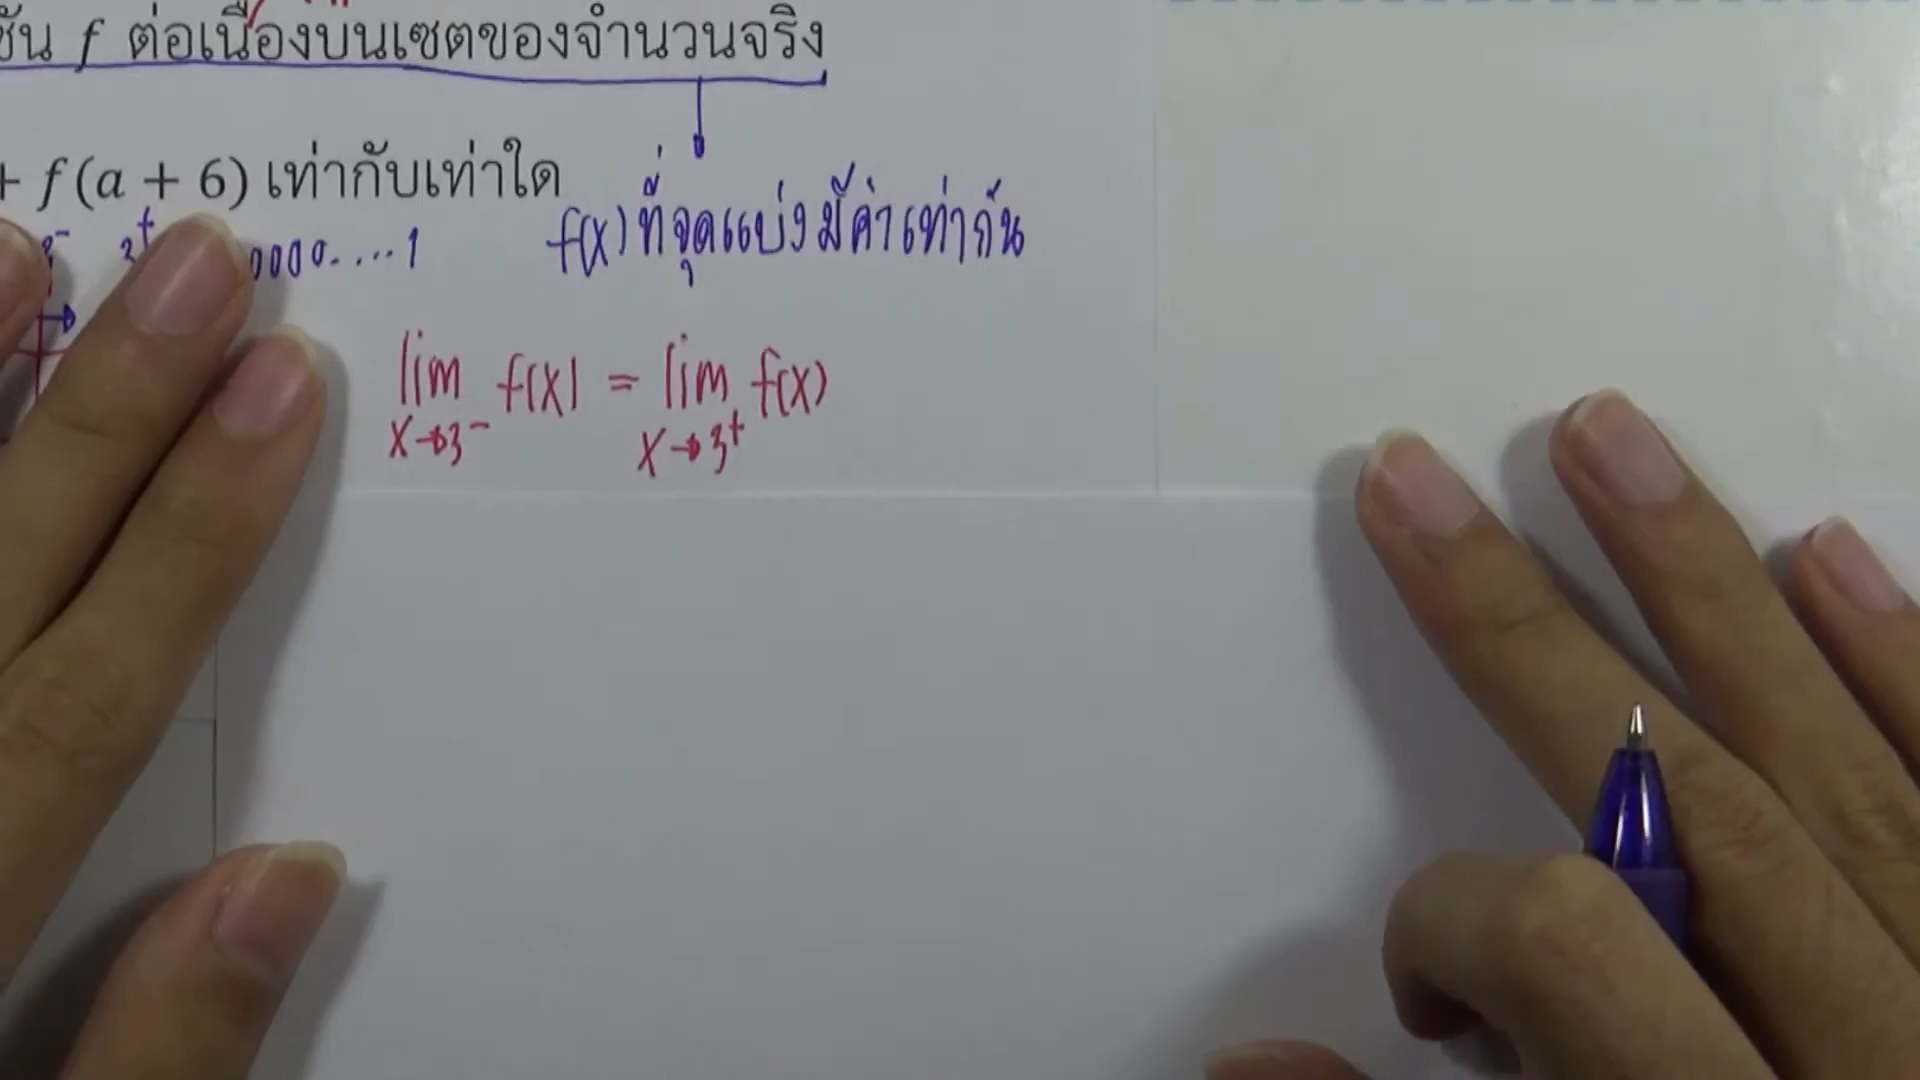 f ต่อเนื่องบนเซตของจำนวนจริง
+ f(a + 6) เท่ากับเท่าใด
3⁻ 3⁺ 0000....1 f(x) ที่จุดแบ่งมีค่าเท่ากัน
lim f(x) = lim f(x)
x→3⁻ x→3⁺